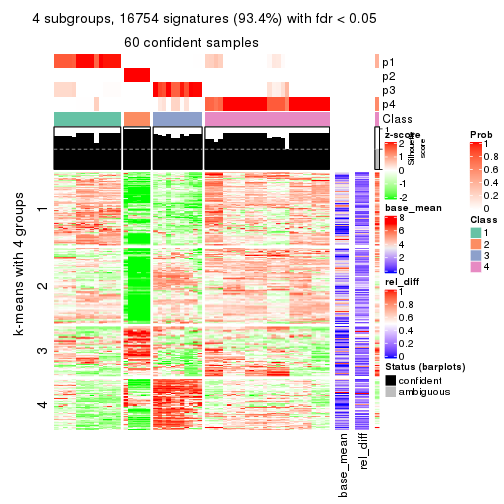 4 subgroups, 16754 signatures (93.4%) with fdr < 0.05
60 confident samples
p1
p2
p3
p4
Class
1
Silhouette
score
k-means with 4 groups
1
2
3
4
base_mean
rel_diff
z-score
2
1
0
-1
-2
base_mean
8
6
4
2
0
rel_diff
1
0.8
0.6
0.4
0.2
0
Status (barplots)
confident
ambiguous
Prob
1
0.8
0.6
0.4
0.2
0
Class
1
2
3
4